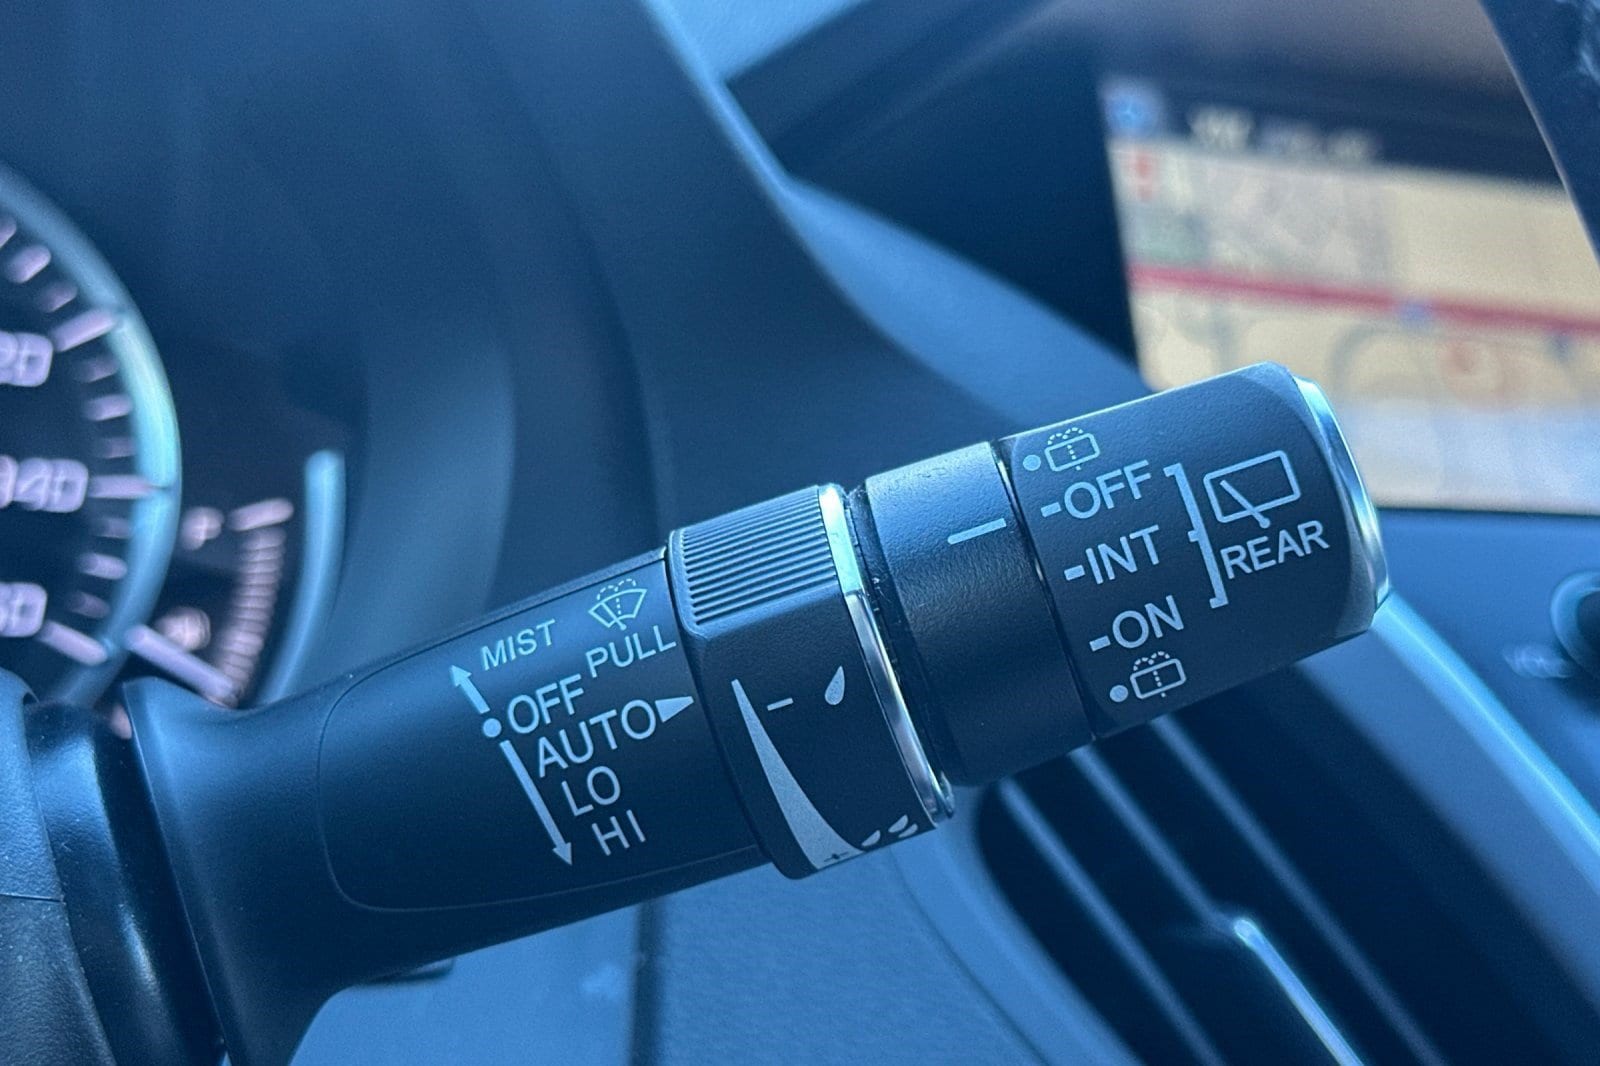 MIST
PULL
OFF
AUTO
LO
HI
-
+
-OFF
-INT
-ON
REAR